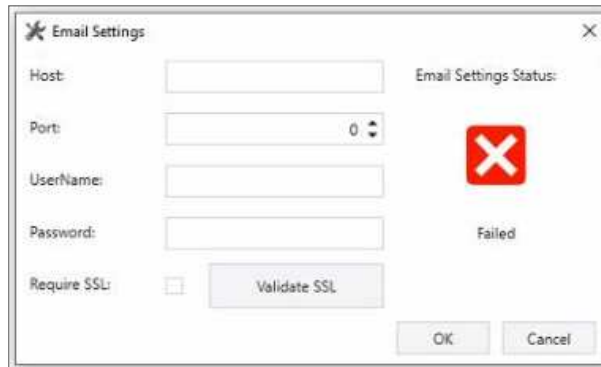 Email Settings
Host:
Email Settings Status:
Port:
0
UserName:
Password:
Failed
Require SSL:
Validate SSL
OK
Cancel